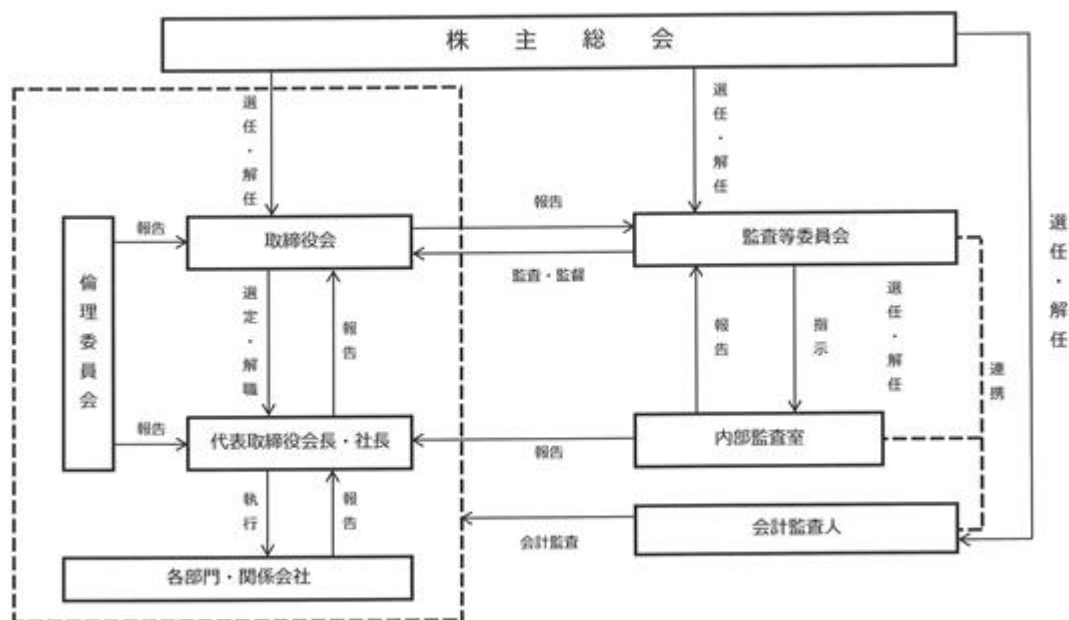 株主総会
選任・解任
選任・解任
選任・解任
報告
取締役会
報告
監査等委員会
監査・監督
倫理委員会
選定・解職
報告
報告
指示
選任・解任
連携
報告
代表取締役会長・社長
報告
内部監査室
執行
報告
会計監査
会計監査人
各部門・関係会社